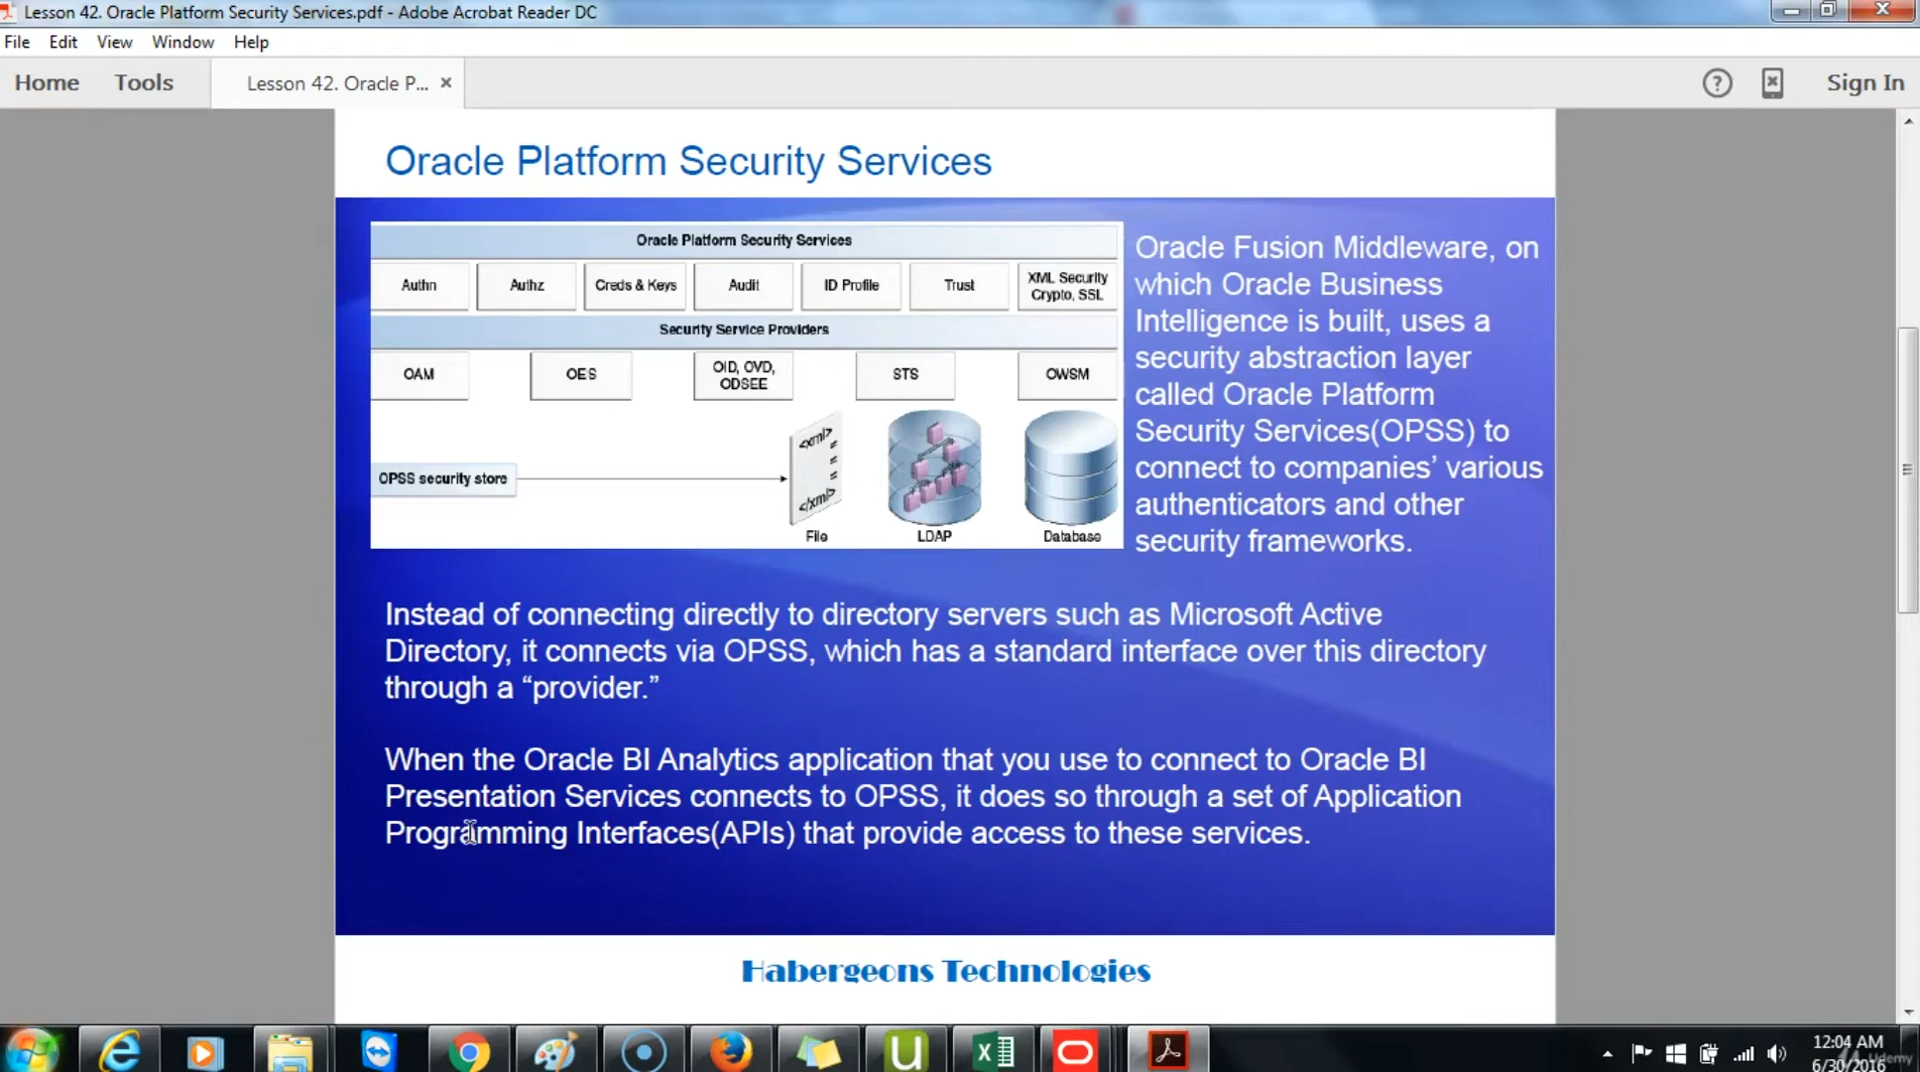 Lesson 42. Oracle Platform Security Services.pdf - Adobe Acrobat Reader DC
File Edit View Window Help
Home Tools Lesson 42. Oracle P... × Sign In
Oracle Platform Security Services
Oracle Platform Security Services
Authn Authz Creds & Keys Audit ID Profile Trust XML Security
Crypto, SSL
Security Service Providers
OAM OES OID, OVD,
ODSEE STS OWSM
<xml>
</xml>
OPSS security store
File LDAP Database
Oracle Fusion Middleware, on
which Oracle Business
Intelligence is built, uses a
security abstraction layer
called Oracle Platform
Security Services(OPSS) to
connect to companies’ various
authenticators and other
security frameworks.
Instead of connecting directly to directory servers such as Microsoft Active
Directory, it connects via OPSS, which has a standard interface over this directory
through a “provider.”
When the Oracle BI Analytics application that you use to connect to Oracle BI
Presentation Services connects to OPSS, it does so through a set of Application
Programming Interfaces(APIs) that provide access to these services.
Habergeons Technologies
12:04 AM
6/30/2016
Udemy